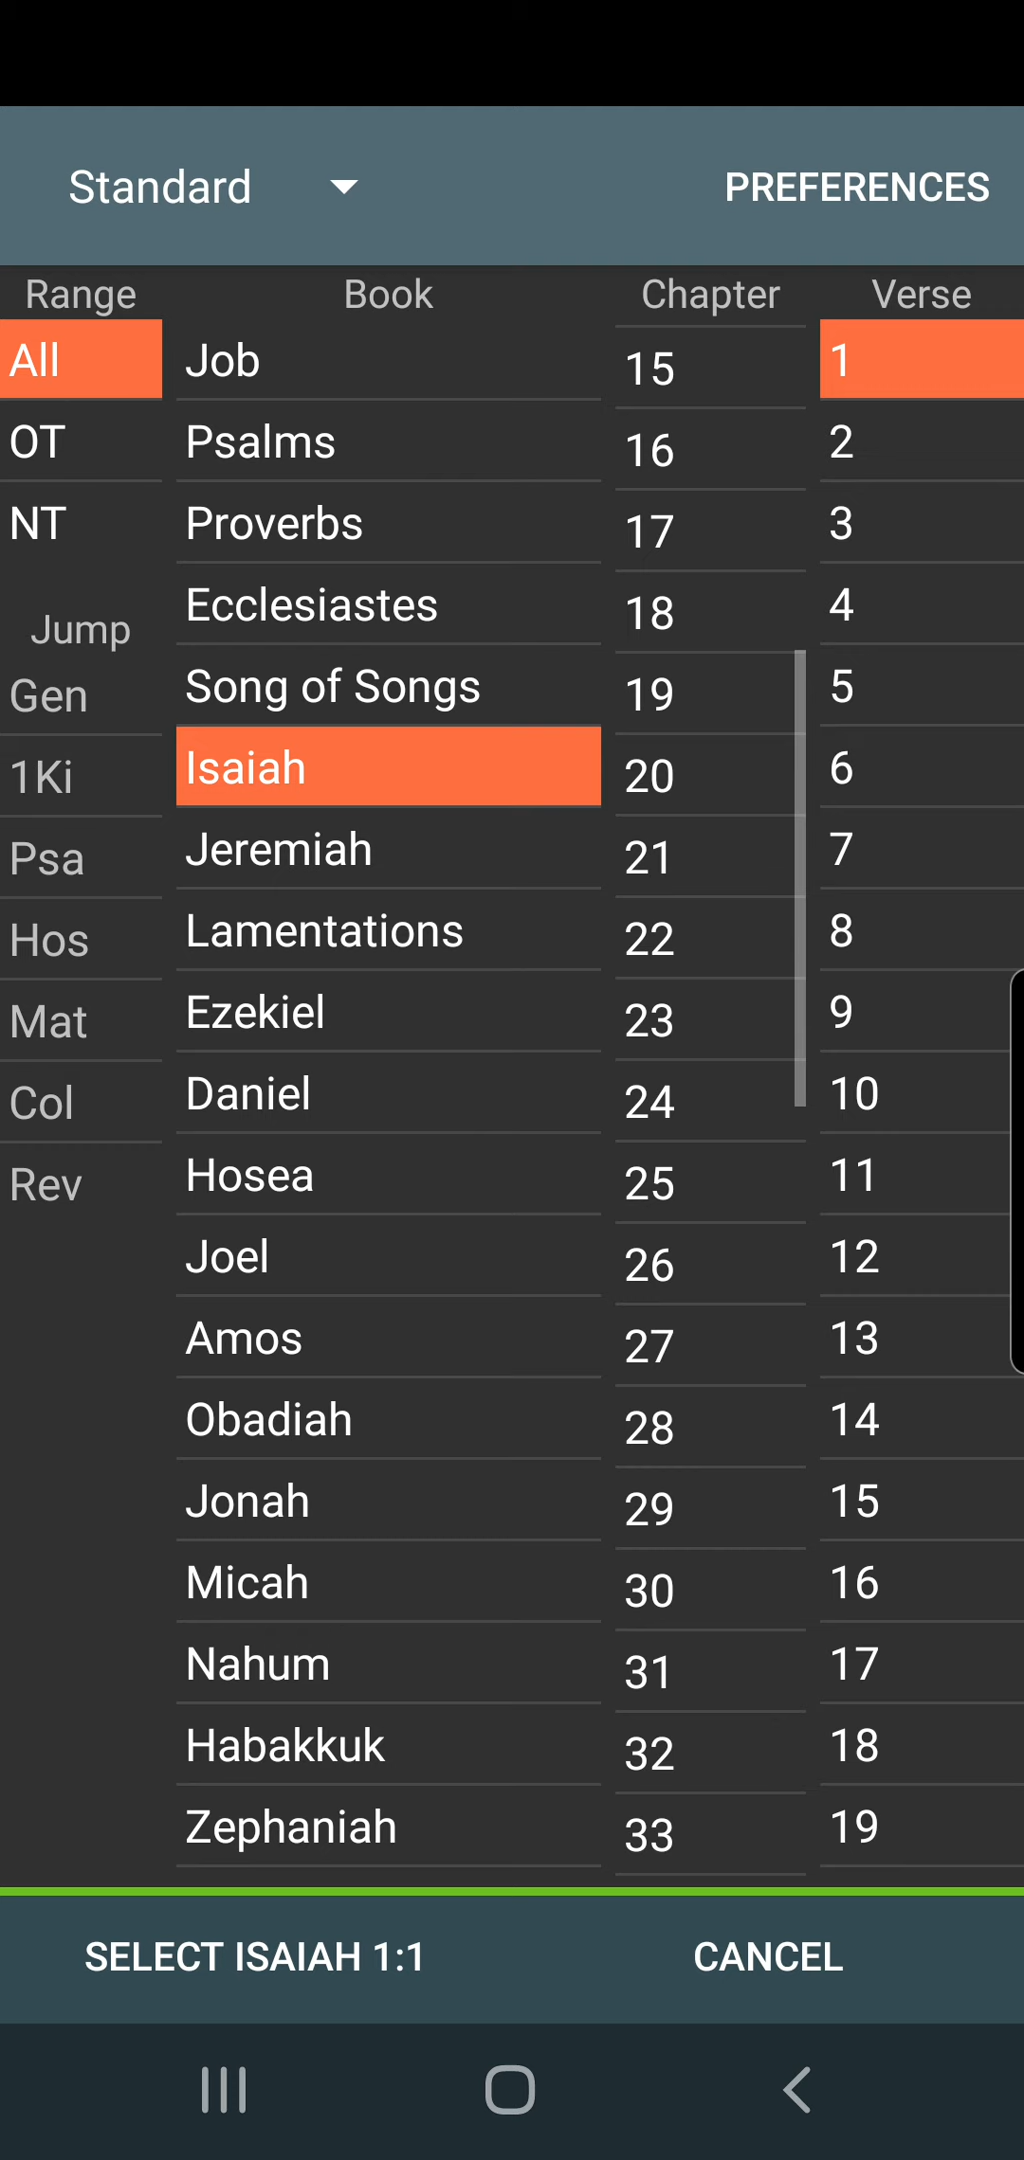 Standard PREFERENCES
Range Book Chapter Verse
All Job 15 1
OT Psalms 16 2
NT Proverbs 17 3
Ecclesiastes 18 4
Jump
Gen Song of Songs 19 5
1Ki Isaiah 20 6
Psa Jeremiah 21 7
Hos Lamentations 22 8
Mat Ezekiel 23 9
Col Daniel 24 10
Rev Hosea 25 11
Joel 26 12
Amos 27 13
Obadiah 28 14
Jonah 29 15
Micah 30 16
Nahum 31 17
Habakkuk 32 18
Zephaniah 33 19
SELECT ISAIAH 1:1 CANCEL